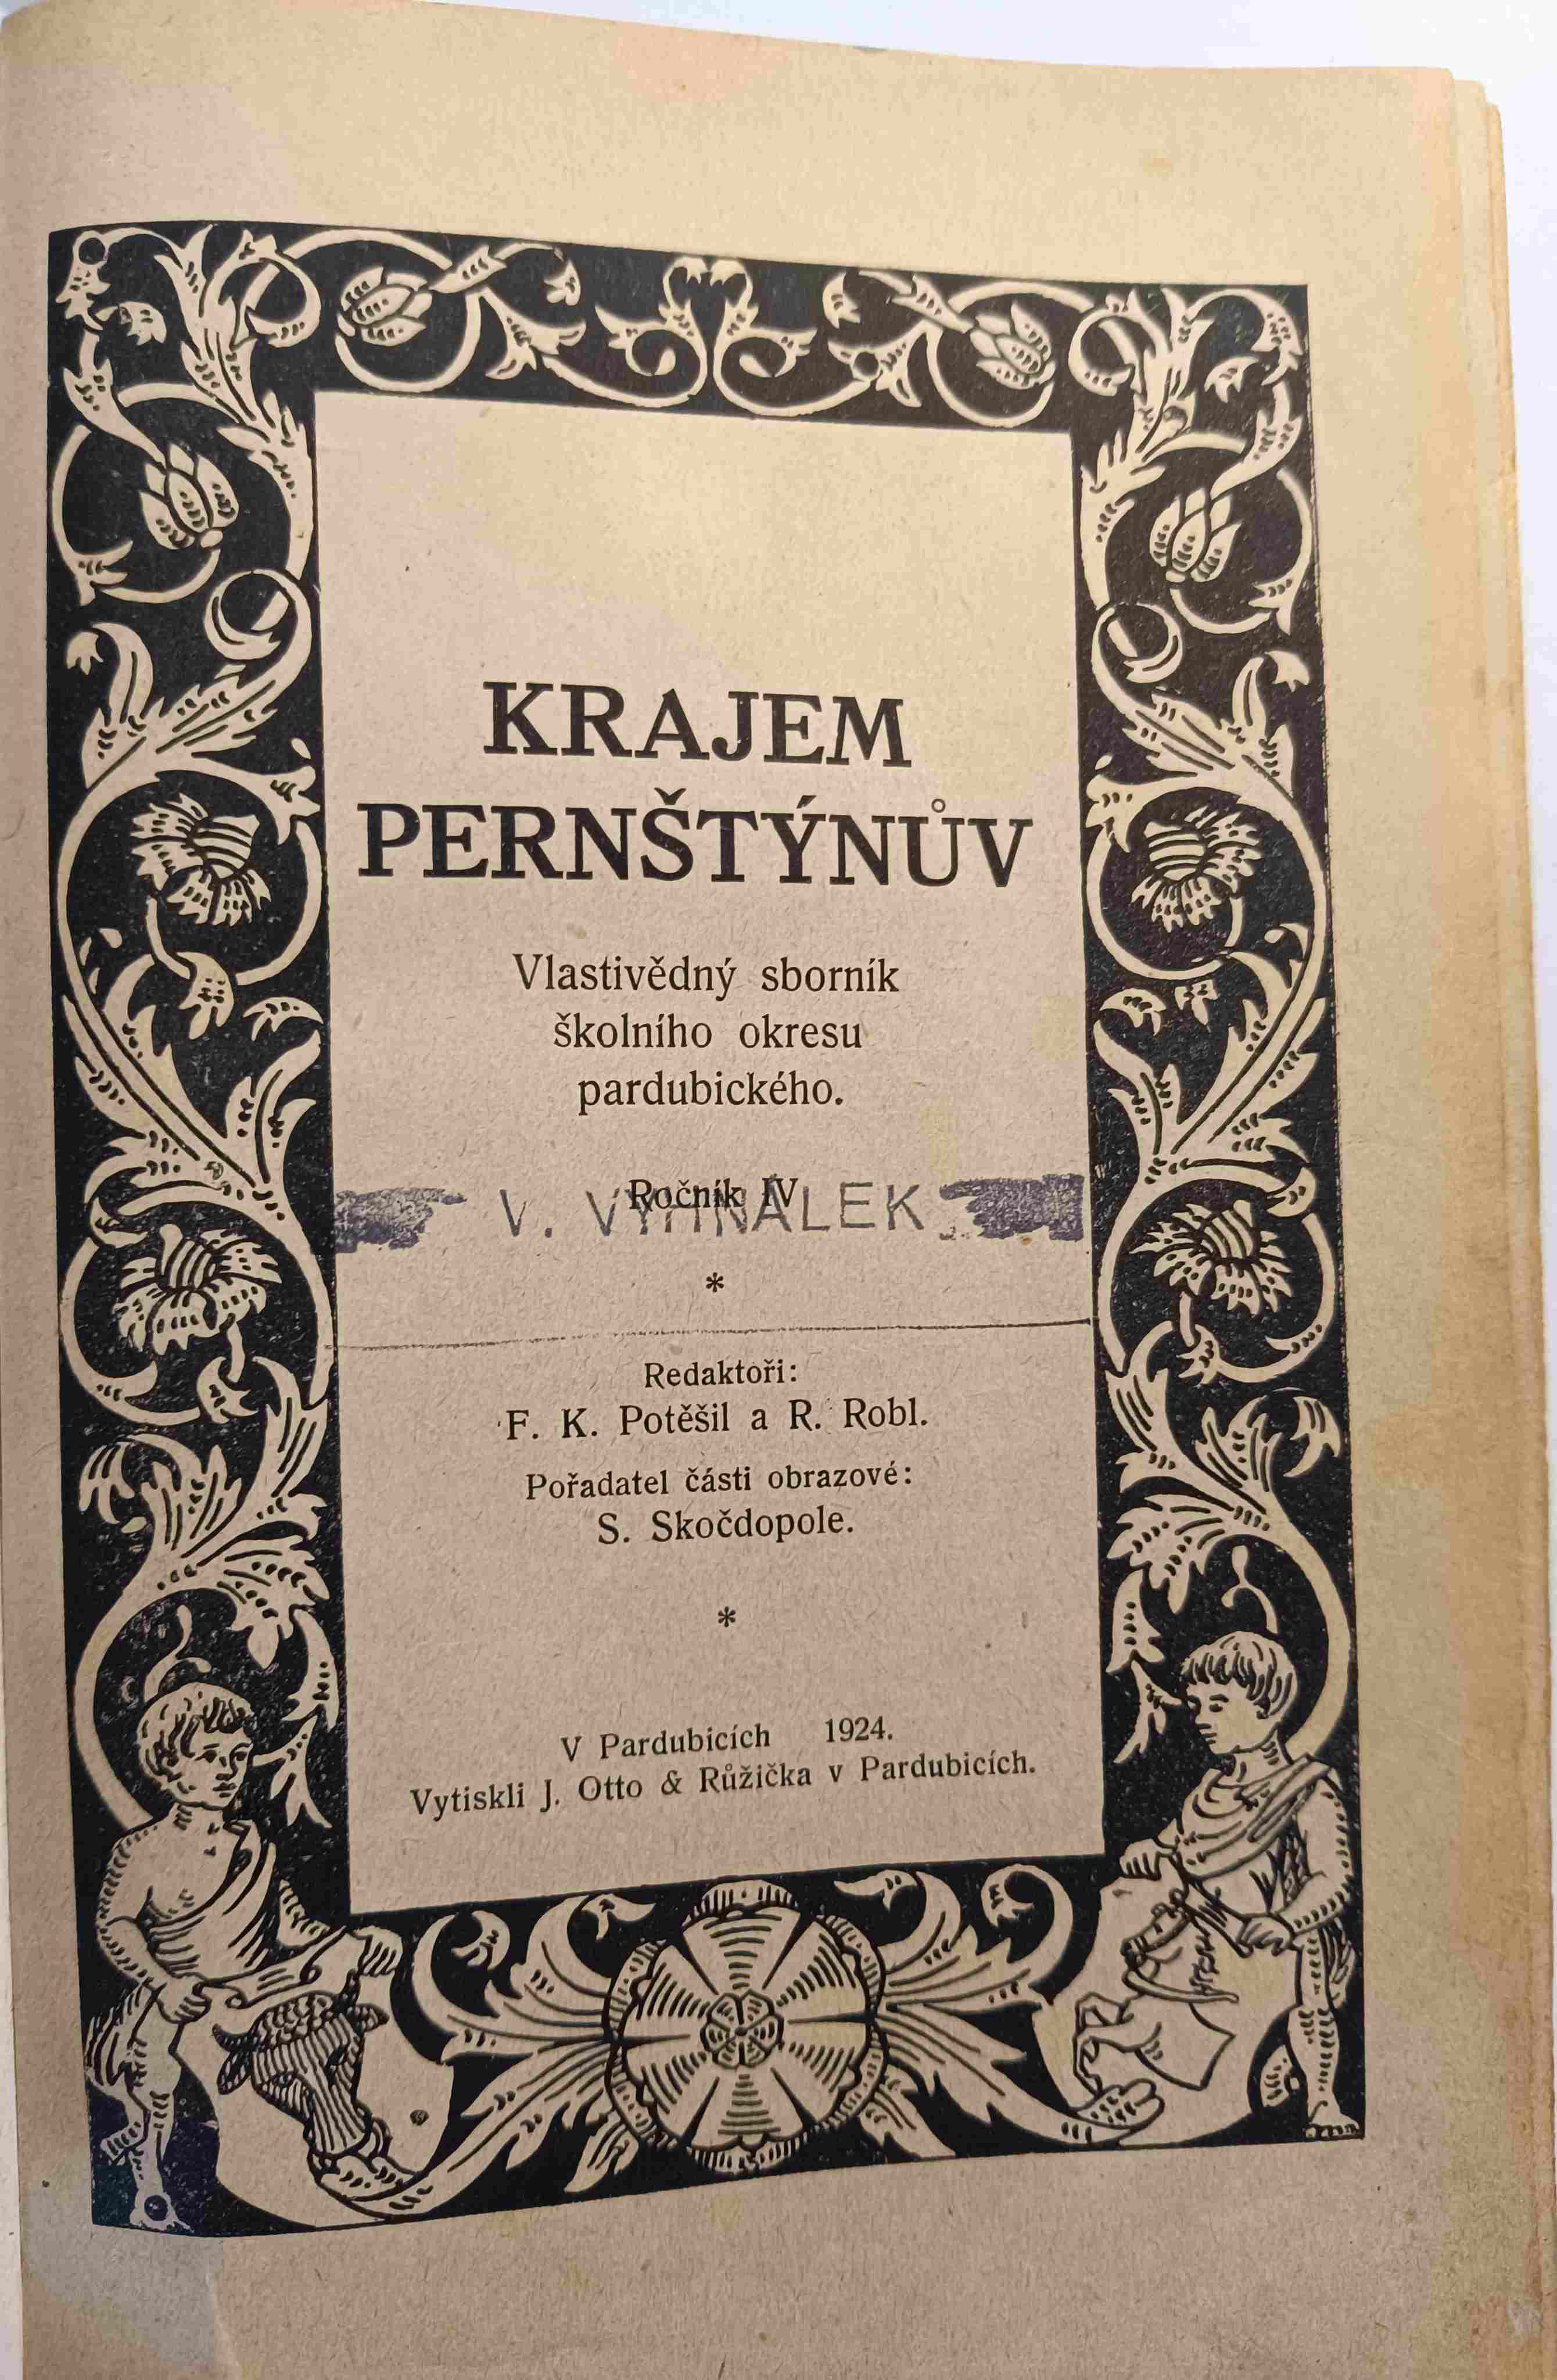 KRAJEM
PERNŠTÝNŮV
Vlastivědný sborník
školního okresu
pardubického.
Ročník IV
V. VYHNÁLEK
*
Redaktoři:
F. K. Potěšil a R. Robl.
Pořadatel části obrazové:
S. Skočdopole.
*
V Pardubicích 1924.
Vytiskli J. Otto & Růžička v Pardubicích.